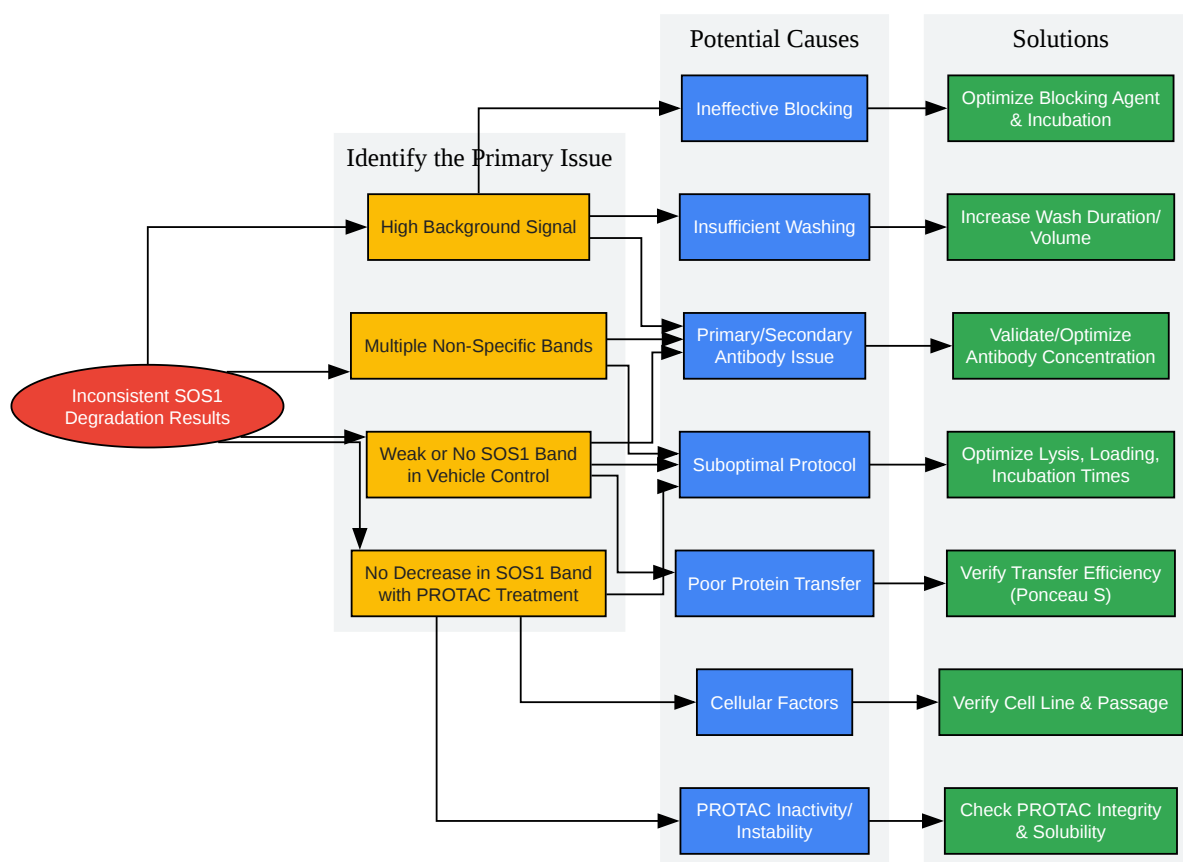 Potential Causes
Solutions
Ineffective Blocking
Optimize Blocking Agent
& Incubation
Identify the Primary Issue
High Background Signal
Insufficient Washing
Increase Wash Duration/
Volume
Multiple Non-Specific Bands
Primary/Secondary
Antibody Issue
Validate/Optimize
Antibody Concentration
Inconsistent SOS1
Degradation Results
Weak or No SOS1 Band
in Vehicle Control
Suboptimal Protocol
Optimize Lysis, Loading,
Incubation Times
No Decrease in SOS1 Band
with PROTAC Treatment
Poor Protein Transfer
Verify Transfer Efficiency
(Ponceau S)
Cellular Factors
Verify Cell Line & Passage
PROTAC Inactivity/
Instability
Check PROTAC Integrity
& Solubility